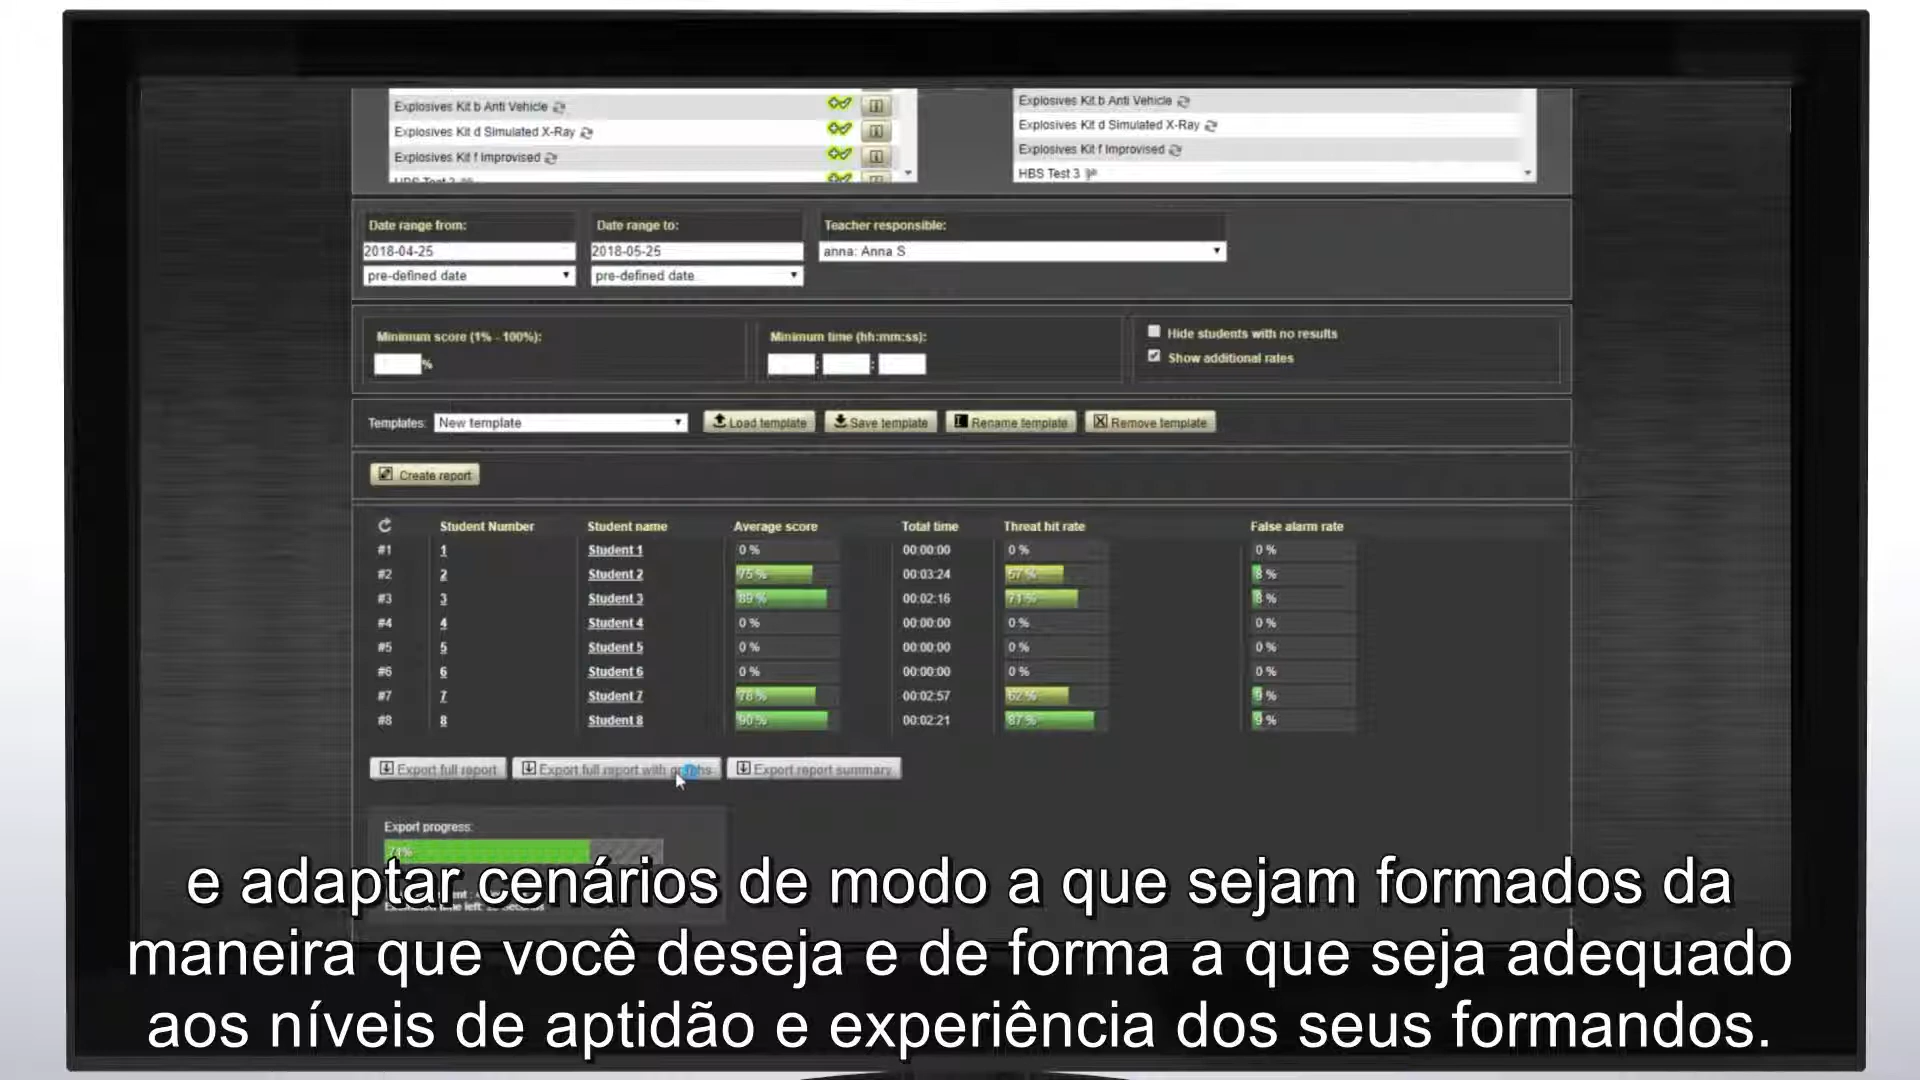 Explosives Kit b Anti Vehicle
Explosives Kit d Simulated X-Ray
Explosives Kit f Improvised
HBS Test 3
Explosives Kit b Anti Vehicle
Explosives Kit d Simulated X-Ray
Explosives Kit f Improvised
HBS Test 3
Date range from: Date range to: Teacher responsible:
2018-04-25 2018-05-25 anna: Anna S
pre-defined date pre-defined date
Minimum score (1% - 100%): Minimum time (hh:mm:ss): Hide students with no results
% : : Show additional rates
Templates: New template Load template Save template Rename template Remove template
Create report
Student Number Student name Average score Total time Threat hit rate False alarm rate
#1 1 Student 1 0 % 00:00:00 0 % 0 %
#2 2 Student 2 75 % 00:03:24 57 % 8 %
#3 3 Student 3 89 % 00:02:16 71 % 8 %
#4 4 Student 4 0 % 00:00:00 0 % 0 %
#5 5 Student 5 0 % 00:00:00 0 % 0 %
#6 6 Student 6 0 % 00:00:00 0 % 0 %
#7 7 Student 7 78 % 00:02:57 62 % 9 %
#8 8 Student 8 90 % 00:02:21 87 % 9 %
Export full report Export full report with graphs Export report summary
Export progress:
74%
e adaptar cenários de modo a que sejam formados da
maneira que você deseja e de forma a que seja adequado
aos níveis de aptidão e experiência dos seus formandos.